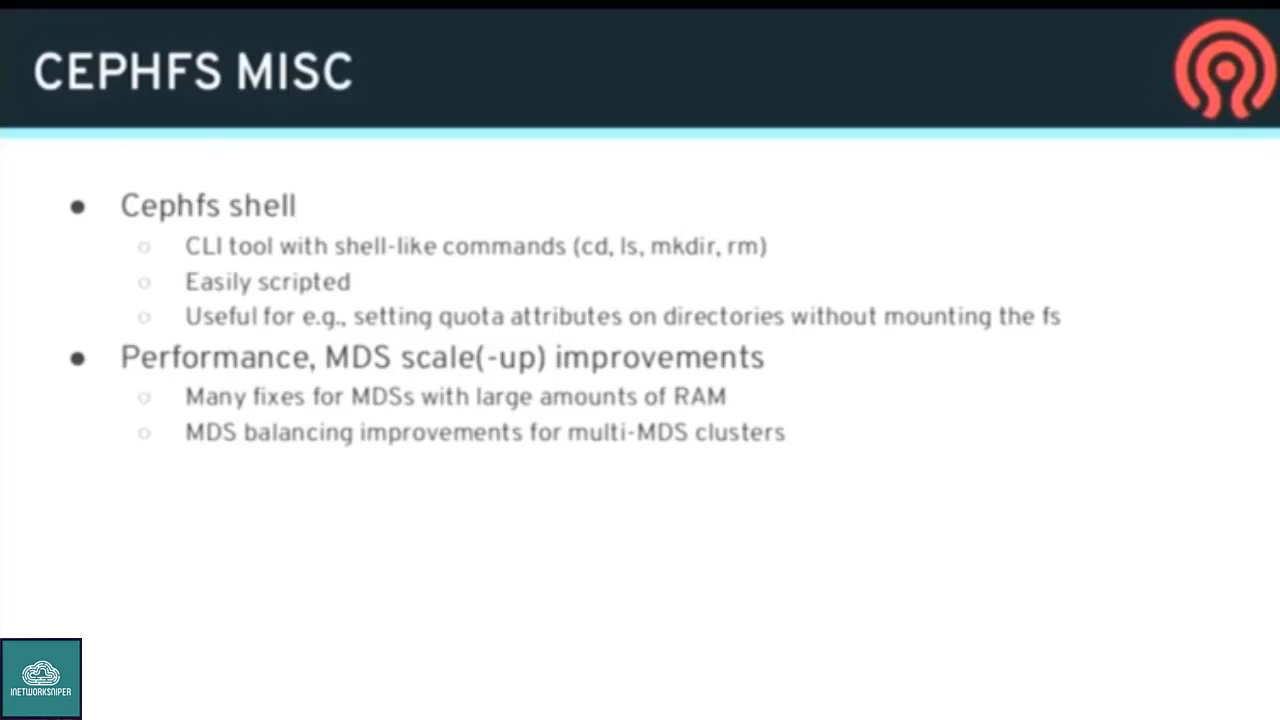 CEPHFS MISC
● Cephfs shell
○ CLI tool with shell-like commands (cd, ls, mkdir, rm)
○ Easily scripted
○ Useful for e.g., setting quota attributes on directories without mounting the fs
● Performance, MDS scale(-up) improvements
○ Many fixes for MDSs with large amounts of RAM
○ MDS balancing improvements for multi-MDS clusters
INETWORKSNIPER